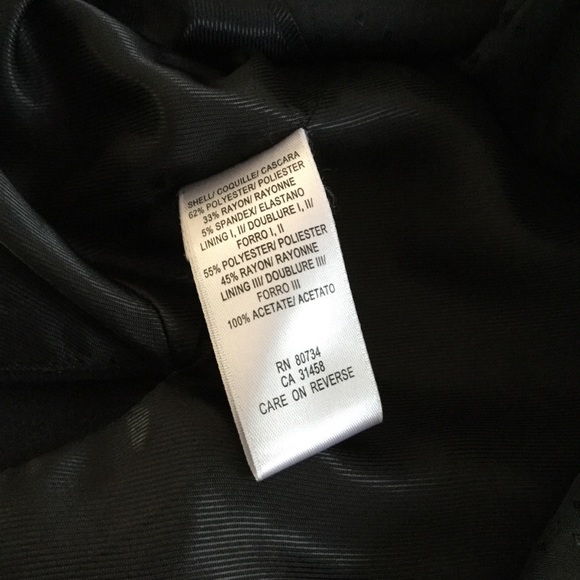 SHELL/ COQUILLE/ CASCARA
62% POLYESTER/ POLIESTER
33% RAYON/ RAYONNE
5% SPANDEX/ ELASTANO
LINING I, II/ DOUBLURE I, II/
FORRO I, II
55% POLYESTER/ POLIESTER
45% RAYON/ RAYONNE
LINING III/ DOUBLURE III/
FORRO III
100% ACETATE/ ACETATO
RN 80734
CA 31458
CARE ON REVERSE